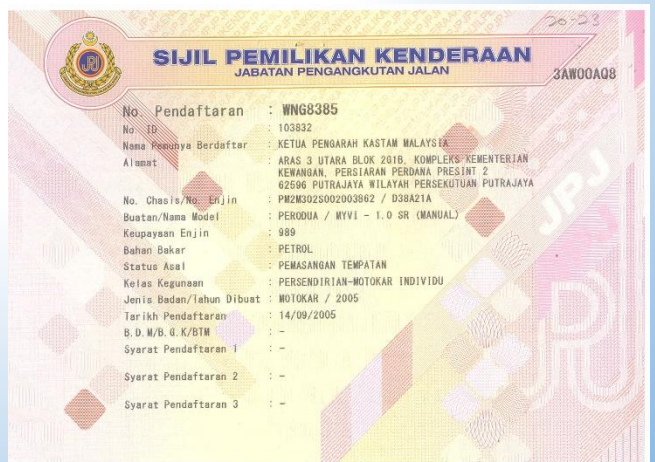 20-23
JPJ
SIJIL PEMILIKAN KENDERAAN
JABATAN PENGANGKUTAN JALAN
3AW00AQ8
No. Pendaftaran : WNG8385
No ID : 103832
Nama Pemunya Berdaftar : KETUA PENGARAH KASTAM MALAYSIA
Alamat : ARAS 3 UTARA BLOK 2G1B, KOMPLEKS KEMENTERIAN
KEWANGAN, PERSIARAN PERDANA PRESINT 2
62596 PUTRAJAYA WILAYAH PERSEKUTUAN PUTRAJAYA
No. Chasis/No. Enjin : PM2M302S002003862 / D38A21A
Buatan/Nama Model : PERODUA / MYVI - 1.0 SR (MANUAL)
Keupayaan Enjin : 989
Bahan Bakar : PETROL
Status Asal : PEMASANGAN TEMPATAN
Kelas Kegunaan : PERSENDIRIAN-MOTOKAR INDIVIDU
Jenis Badan/Tahun Dibuat : MOTOKAR / 2005
Tarikh Pendaftaran : 14/09/2005
B.D.M/B.G.K/BTM : -
Syarat Pendaftaran 1 : -
Syarat Pendaftaran 2 : -
Syarat Pendaftaran 3 : -
JPJ